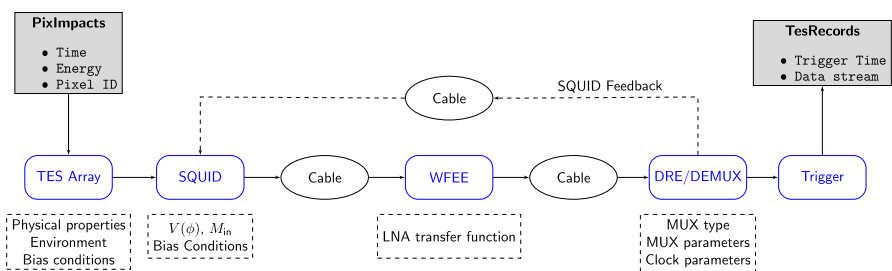 PixImpacts
• Time
• Energy
• Pixel ID
TesRecords
• Trigger Time
• Data stream
Cable
SQUID Feedback
TES Array
SQUID
Cable
WFEE
Cable
DRE/DEMUX
Trigger
Physical properties
Environment
Bias conditions
V(ϕ), M_in
Bias Conditions
LNA transfer function
MUX type
MUX parameters
Clock parameters